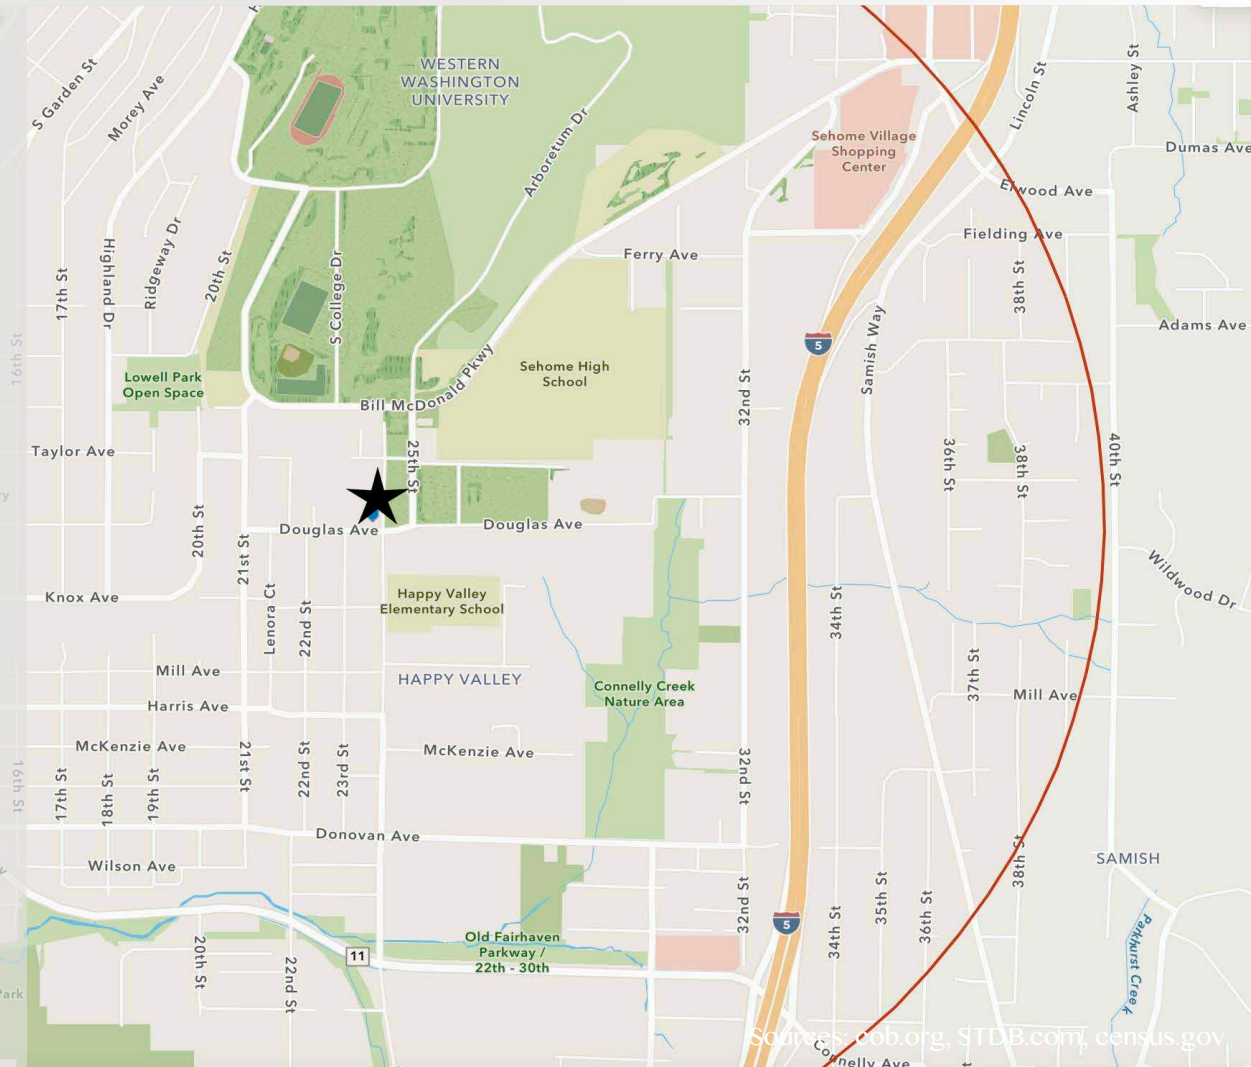 WESTERN
WASHINGTON
UNIVERSITY
S Garden St
Morey Ave
Arboretum Dr
Lincoln St
Ashley St
Dumas Ave
Sehome Village
Shopping
Center
Elwood Ave
Fielding Ave
Ferry Ave
17th St
Highland Dr
Ridgeway Dr
20th St
S College Dr
38th St
Adams Ave
16th St
5
Samish Way
Lowell Park
Open Space
Sehome High
School
Bill McDonald Pkwy
32nd St
Taylor Ave
25th St
39th St
38th St
40th St
20th St
21st St
Douglas Ave
Douglas Ave
Wildwood Dr
Knox Ave
Lenora Ct
22nd St
Happy Valley
Elementary School
34th St
Mill Ave
HAPPY VALLEY
Connelly Creek
Nature Area
37th St
Mill Ave
Harris Ave
McKenzie Ave
McKenzie Ave
16th St
17th St
18th St
19th St
21st St
22nd St
23rd St
32nd St
Donovan Ave
Wilson Ave
38th St
SAMISH
35th St
36th St
34th St
32nd St
5
Old Fairhaven
Parkway /
22th - 30th
11
20th St
22nd St
Parkhurst Creek
Park
Sources: cob.org, STDB.com, census.gov
Connelly Ave